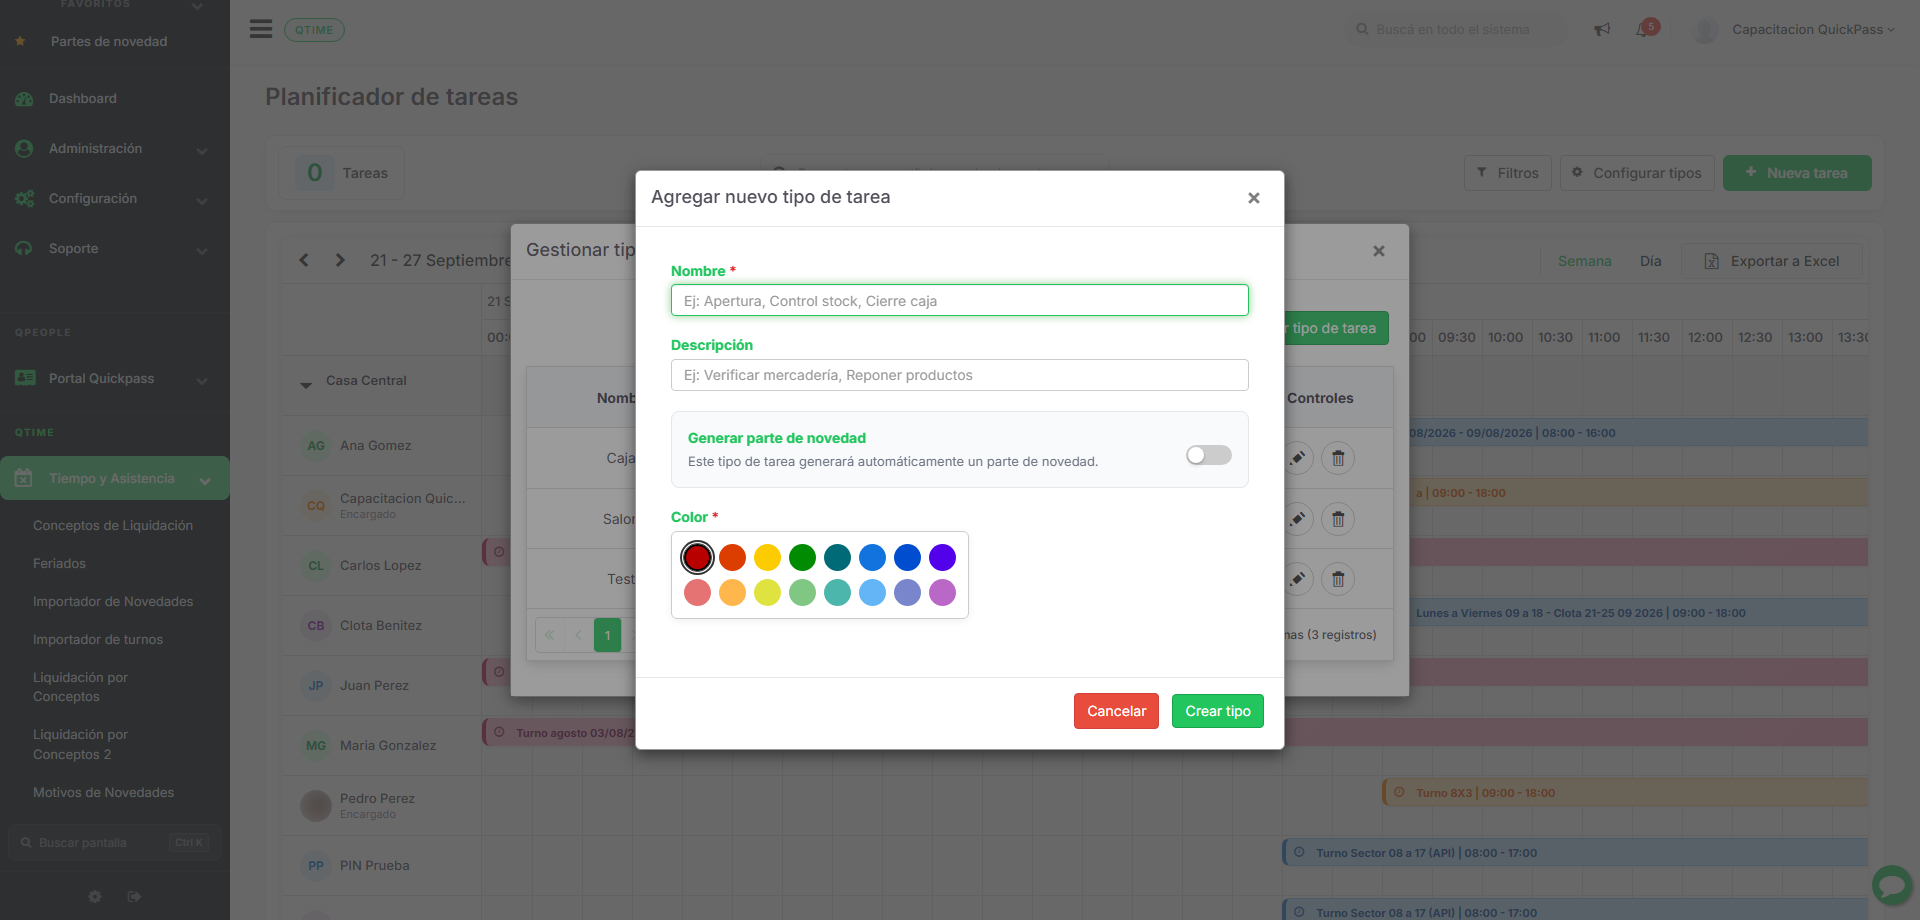 FAVORITOS
Partes de novedad
Dashboard
Administración
Configuración
Soporte
QPEOPLE
Portal Quickpass
QTIME
Tiempo y Asistencia
Conceptos de Liquidación
Feriados
Importador de Novedades
Importador de turnos
Liquidación por
Conceptos
Liquidación por
Conceptos 2
Motivos de Novedades
Buscar pantalla
Ctrl K
QTIME
Buscá en todo el sistema
5
Capacitacion QuickPass
Planificador de tareas
0 Tareas
Filtros
Configurar tipos
Nueva tarea
21 - 27 Septiembre
Semana
Día
Exportar a Excel
21 S
00:
00 09:30 10:00 10:30 11:00 11:30 12:00 12:30 13:00 13:30
Casa Central
AG Ana Gomez
08/2026 - 09/08/2026 | 08:00 - 16:00
CQ Capacitacion Quic...
Encargado
a | 09:00 - 18:00
CL Carlos Lopez
CB Clota Benitez
Lunes a Viernes 09 a 18 - Clota 21-25 09 2026 | 09:00 - 18:00
JP Juan Perez
MG Maria Gonzalez
Turno agosto 03/08/2
Pedro Perez
Encargado
Turno 8X3 | 09:00 - 18:00
PP PIN Prueba
Turno Sector 08 a 17 (API) | 08:00 - 17:00
Turno Sector 08 a 17 (API) | 08:00 - 17:00
Gestionar tip
r tipo de tarea
Nomb
Controles
Caja
Salor
Test
1
nas (3 registros)
Agregar nuevo tipo de tarea
Nombre *
Ej: Apertura, Control stock, Cierre caja
Descripción
Ej: Verificar mercadería, Reponer productos
Generar parte de novedad
Este tipo de tarea generará automáticamente un parte de novedad.
Color *
Cancelar
Crear tipo